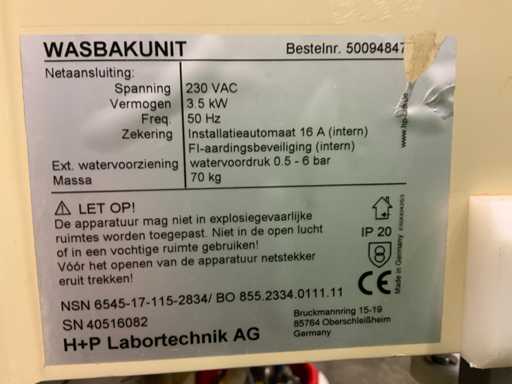 WASBAKUNIT
Bestelnr. 50094847
Netaansluiting:
Spanning 230 VAC
Vermogen 3.5 kW
Freq. 50 Hz
Zekering Installatieautomaat 16 A (intern)
FI-aardingsbeveiliging (intern)
Ext. watervoorziening watervoordruk 0.5 - 6 bar
Massa 70 kg
⚠ LET OP!
De apparatuur mag niet in explosiegevaarlijke
ruimtes worden toegepast. Niet in de open lucht
of in een vochtige ruimte gebruiken!
Vóór het openen van de apparatuur netstekker
eruit trekken!
IP 20
Made in Germany
CE
NSN 6545-17-115-2834/ BO 855.2334.0111.11
SN 40516082
H+P Labortechnik AG
Bruckmannring 15-19
85764 Oberschleißheim
Germany